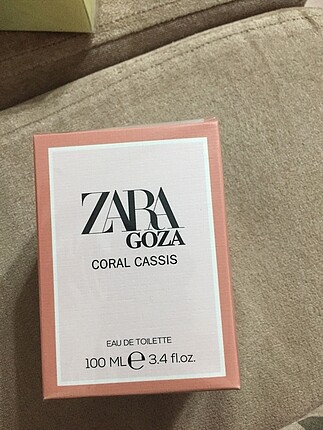 ZARA
GOZA
CORAL CASSIS
EAU DE TOILETTE
100 ML ℮ 3.4 fl.oz.